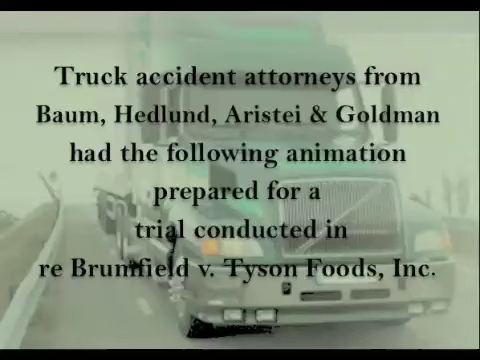 Truck accident attorneys from
Baum, Hedlund, Aristei & Goldman
had the following animation
prepared for a
trial conducted in
re Brumfield v. Tyson Foods, Inc.